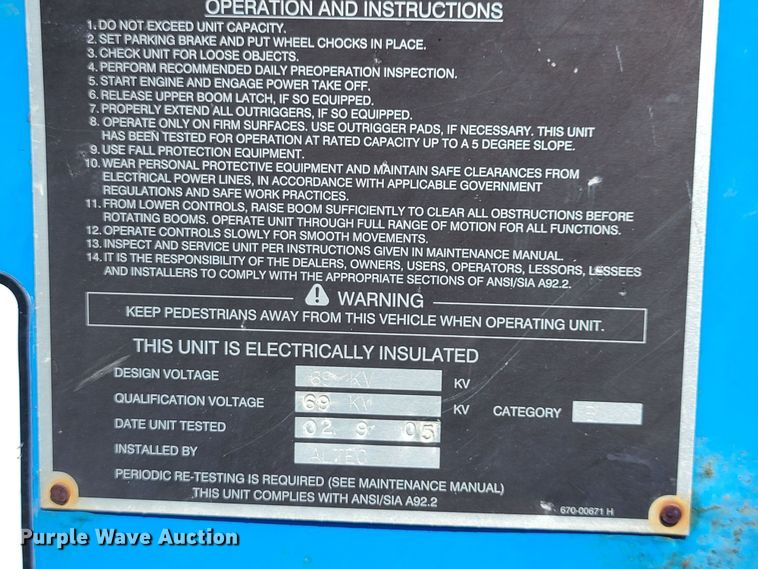 OPERATION AND INSTRUCTIONS
1. DO NOT EXCEED UNIT CAPACITY.
2. SET PARKING BRAKE AND PUT WHEEL CHOCKS IN PLACE.
3. CHECK UNIT FOR LOOSE OBJECTS.
4. PERFORM RECOMMENDED DAILY PREOPERATION INSPECTION.
5. START ENGINE AND ENGAGE POWER TAKE OFF.
6. RELEASE UPPER BOOM LATCH, IF SO EQUIPPED.
7. PROPERLY EXTEND ALL OUTRIGGERS, IF SO EQUIPPED.
8. OPERATE ONLY ON FIRM SURFACES. USE OUTRIGGER PADS, IF NECESSARY. THIS UNIT
HAS BEEN TESTED FOR OPERATION AT RATED CAPACITY UP TO A 5 DEGREE SLOPE.
9. USE FALL PROTECTION EQUIPMENT.
10. WEAR PERSONAL PROTECTIVE EQUIPMENT AND MAINTAIN SAFE CLEARANCES FROM
ELECTRICAL POWER LINES, IN ACCORDANCE WITH APPLICABLE GOVERNMENT
REGULATIONS AND SAFE WORK PRACTICES.
11. FROM LOWER CONTROLS, RAISE BOOM SUFFICIENTLY TO CLEAR ALL OBSTRUCTIONS BEFORE
ROTATING BOOMS. OPERATE UNIT THROUGH FULL RANGE OF MOTION FOR ALL FUNCTIONS.
12. OPERATE CONTROLS SLOWLY FOR SMOOTH MOVEMENTS.
13. INSPECT AND SERVICE UNIT PER INSTRUCTIONS GIVEN IN MAINTENANCE MANUAL.
14. IT IS THE RESPONSIBILITY OF THE DEALERS, OWNERS, USERS, OPERATORS, LESSORS, LESSEES
AND INSTALLERS TO COMPLY WITH THE APPROPRIATE SECTIONS OF ANSI/SIA A92.2.
WARNING
KEEP PEDESTRIANS AWAY FROM THIS VEHICLE WHEN OPERATING UNIT.
THIS UNIT IS ELECTRICALLY INSULATED
DESIGN VOLTAGE 69 KV KV
QUALIFICATION VOLTAGE 69 KV KV CATEGORY
DATE UNIT TESTED 02 9 05
INSTALLED BY ALTEC
PERIODIC RE-TESTING IS REQUIRED (SEE MAINTENANCE MANUAL)
THIS UNIT COMPLIES WITH ANSI/SIA A92.2
670-00671 H
Purple Wave Auction